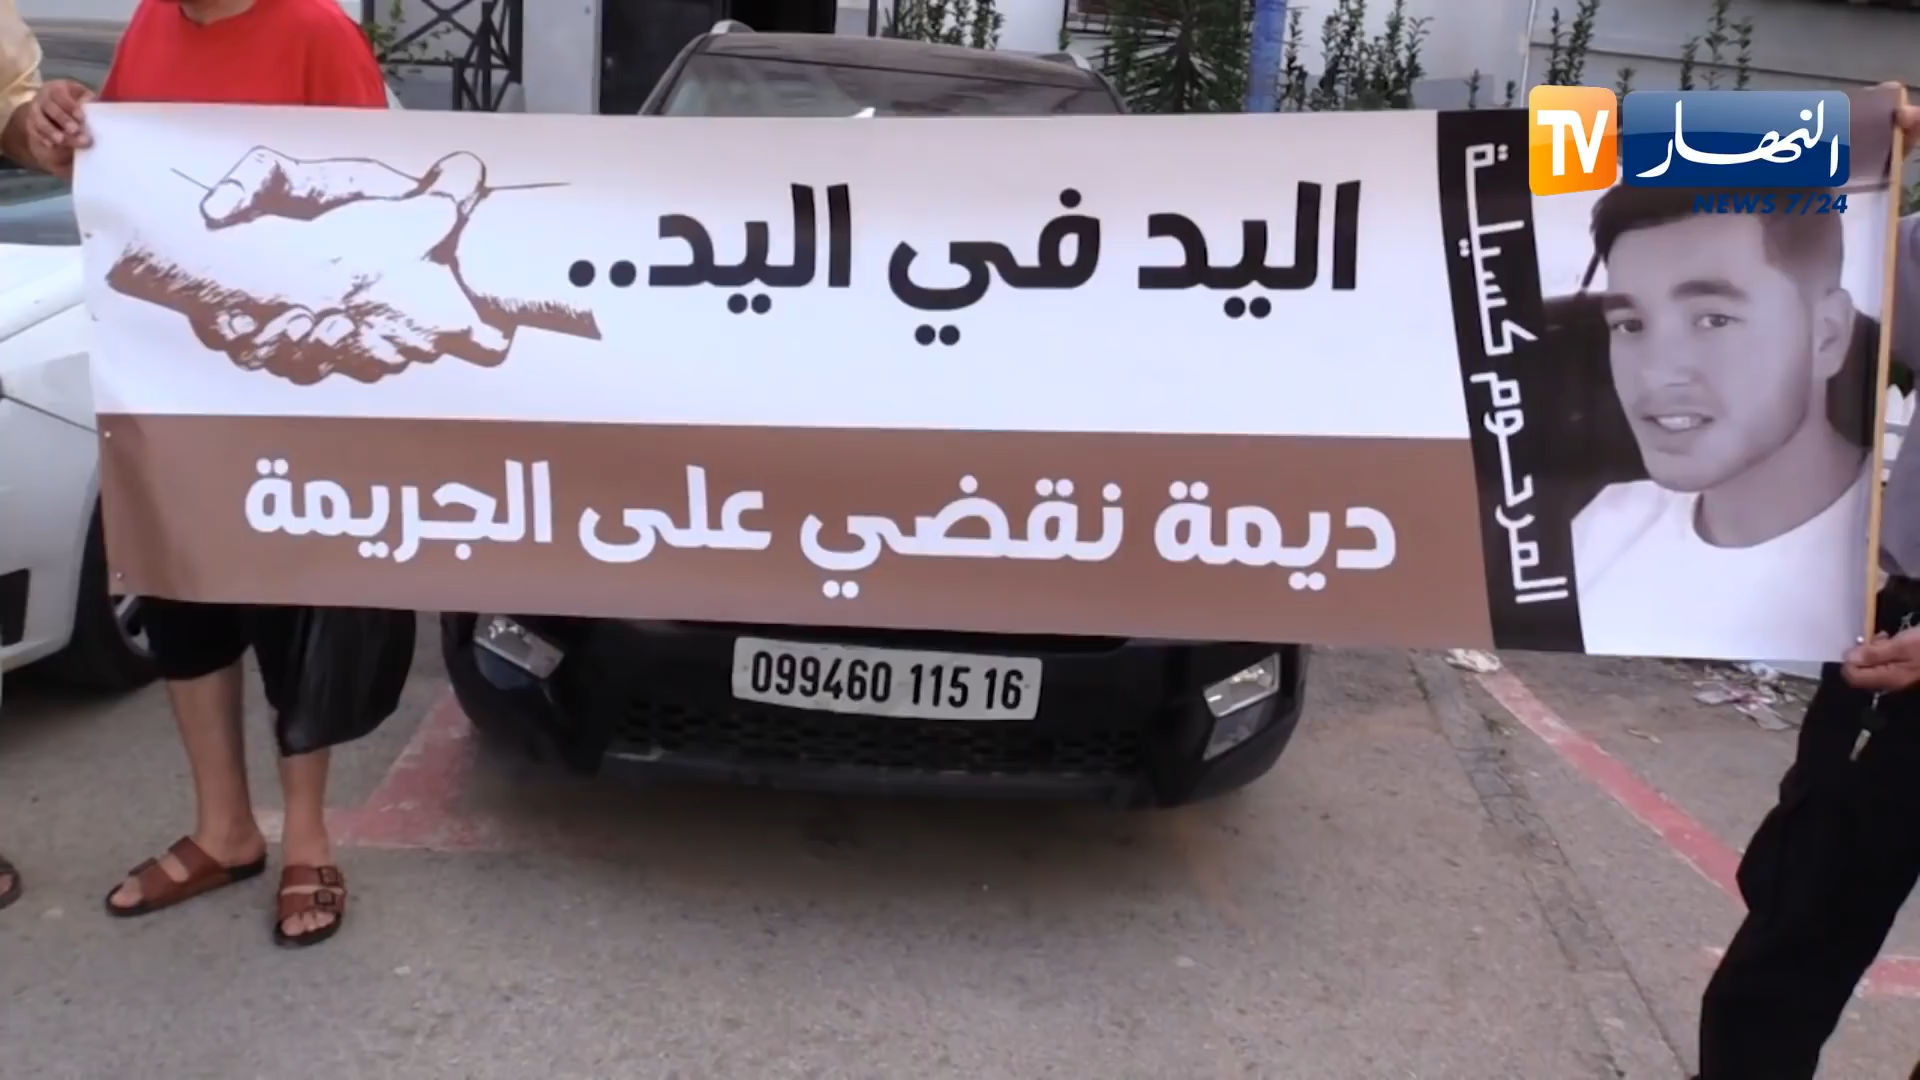 TV النهار
NEWS 7/24
اليد في اليد..
ديمة نقضي على الجريمة
المرحوم كسيلة
099460 115 16